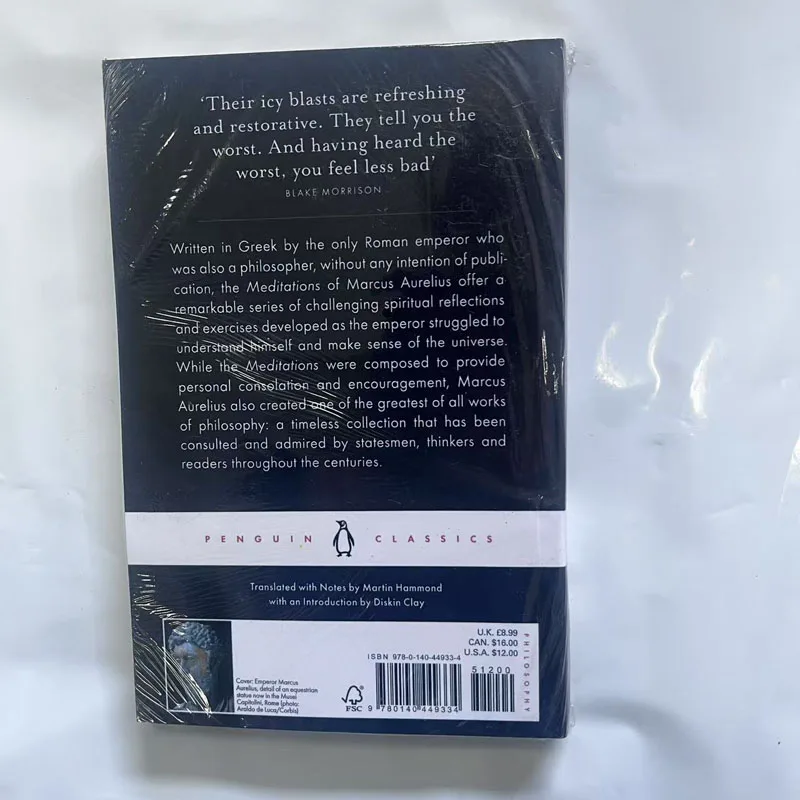 ‘Their icy blasts are refreshing
and restorative. They tell you the
worst. And having heard the
worst, you feel less bad’
BLAKE MORRISON
Written in Greek by the only Roman emperor who
was also a philosopher, without any intention of publi-
cation, the Meditations of Marcus Aurelius offer a
remarkable series of challenging spiritual reflections
and exercises developed as the emperor struggled to
understand himself and make sense of the universe.
While the Meditations were composed to provide
personal consolation and encouragement, Marcus
Aurelius also created one of the greatest of all works
of philosophy: a timeless collection that has been
consulted and admired by statesmen, thinkers and
readers throughout the centuries.
PENGUIN CLASSICS
Translated with Notes by Martin Hammond
with an Introduction by Diskin Clay
Cover: Emperor Marcus
Aurelius, detail of an equestrian
statue now in the Musei
Capitolini, Rome (photo:
Araldo de Luca/Corbis)
FSC
U.K. £8.99
CAN. $16.00
U.S.A. $12.00
ISBN 978-0-140-44933-4
51200
9 780140 449334
PHILOSOPHY